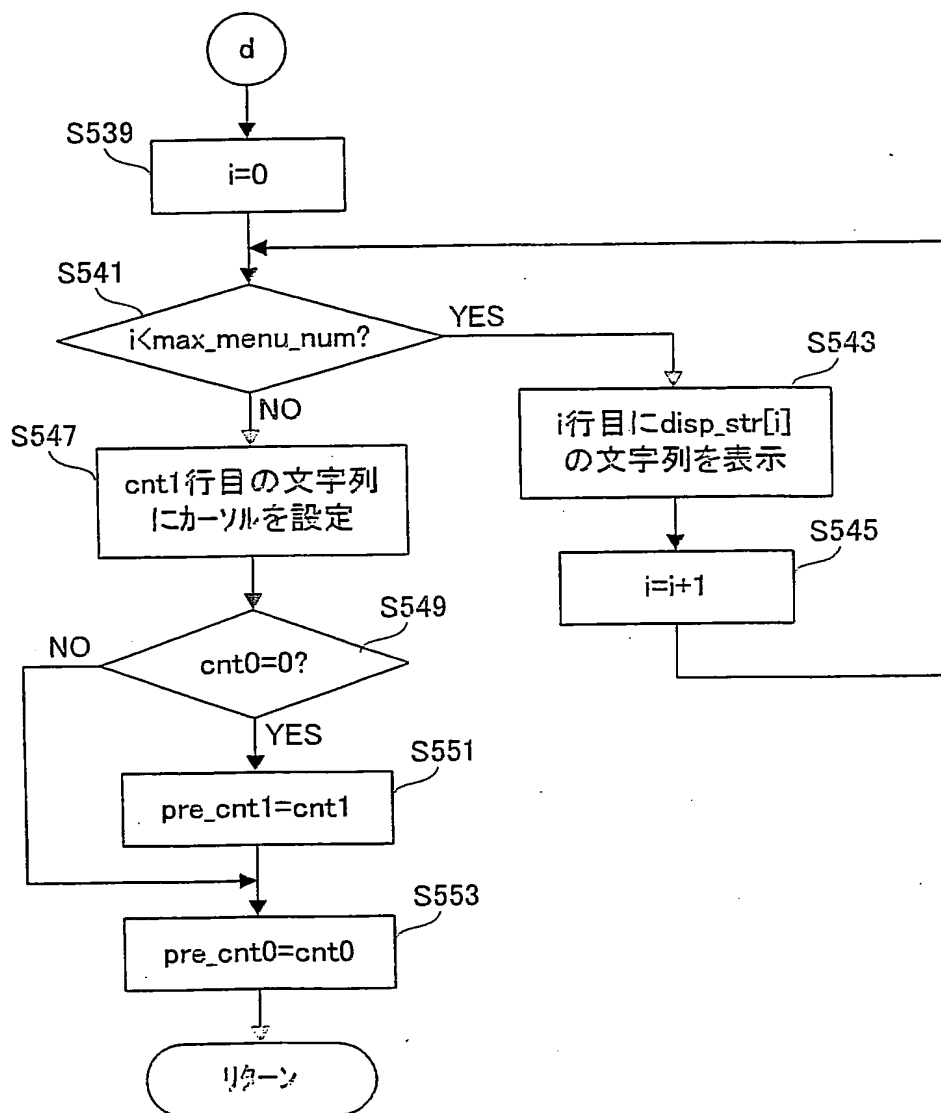 d
S539
i=0
S541
i<max_menu_num?
YES
S543
i行目にdisp_str[i]
の文字列を表示
NO
S547
cnt1行目の文字列
にカーソルを設定
S545
i=i+1
S549
NO
cnt0=0?
YES
S551
pre_cnt1=cnt1
S553
pre_cnt0=cnt0
リターン